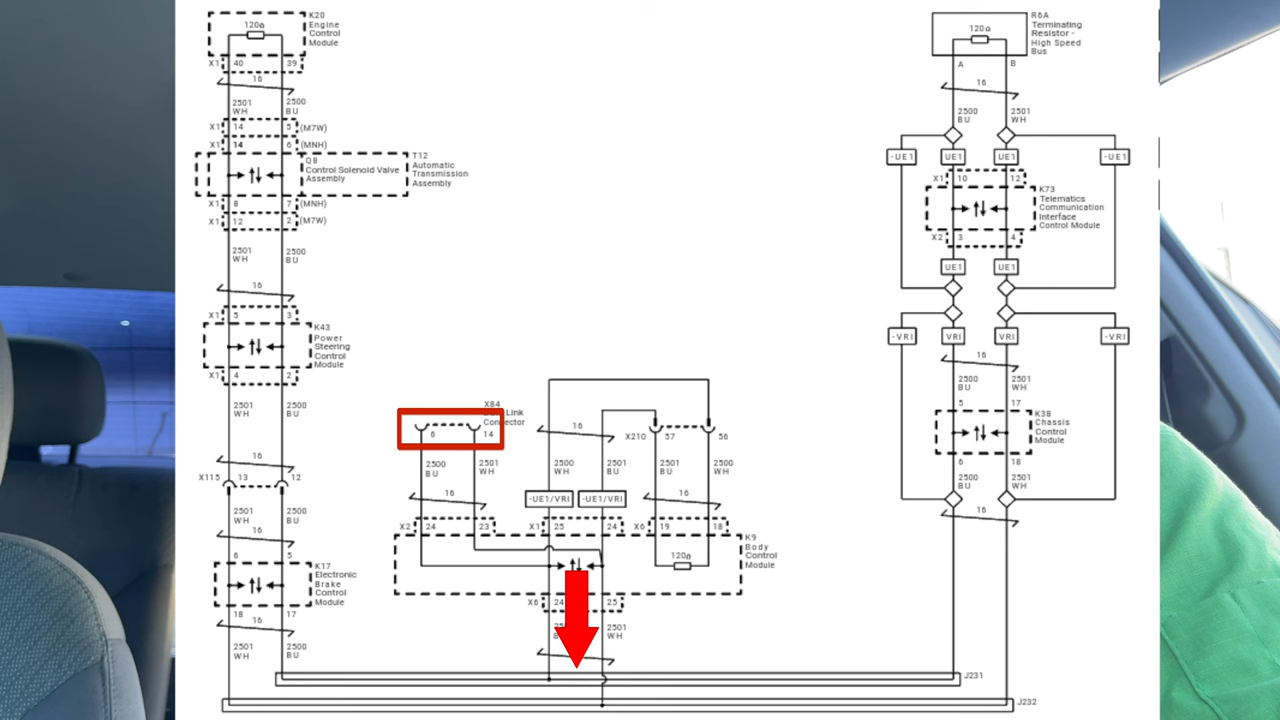 120Ω
K20
Engine
Control
Module
X1 40 39
16
2501
WH
2500
BU
X1 14 5 (M7W)
X1 14 6 (MNH)
Q8
Control Solenoid Valve
Assembly
T12
Automatic
Transmission
Assembly
X1 8 7 (MNH)
X1 12 2 (M7W)
2501
WH
2500
BU
16
X1 5 3
K43
Power
Steering
Control
Module
X1 4 2
2501
WH
2500
BU
16
X115 13 12
2501
WH
2500
BU
16
6 5
K17
Electronic
Brake
Control
Module
18 17
16
2501
WH
2500
BU
X84
Link
6 14
2500
BU
2501
WH
16
X2 24 23
16
2500
WH
2501
BU
-UE1/VRI
-UE1/VRI
X1 25 24
X210 57 56
2501
BU
2500
WH
16
X6 19 18
120Ω
K9
Body
Control
Module
X6 24 25
2501
WH
R6A
Terminating
Resistor -
High Speed
Bus
120Ω
A B
16
2500
BU
2501
WH
-UE1 UE1 UE1 -UE1
X1 10 12
K73
Telematics
Communication
Interface
Control Module
X2 3 4
UE1 UE1
-VRI VRI VRI -VRI
16
2500
BU
2501
WH
5 17
K38
Chassis
Control
Module
6 18
2500
BU
2501
WH
16
J231
J232